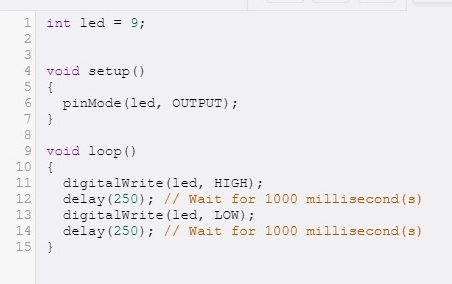 1 int led = 9;
2
3
4 void setup()
5 {
6   pinMode(led, OUTPUT);
7 }
8
9 void loop()
10 {
11   digitalWrite(led, HIGH);
12   delay(250); // Wait for 1000 millisecond(s)
13   digitalWrite(led, LOW);
14   delay(250); // Wait for 1000 millisecond(s)
15 }